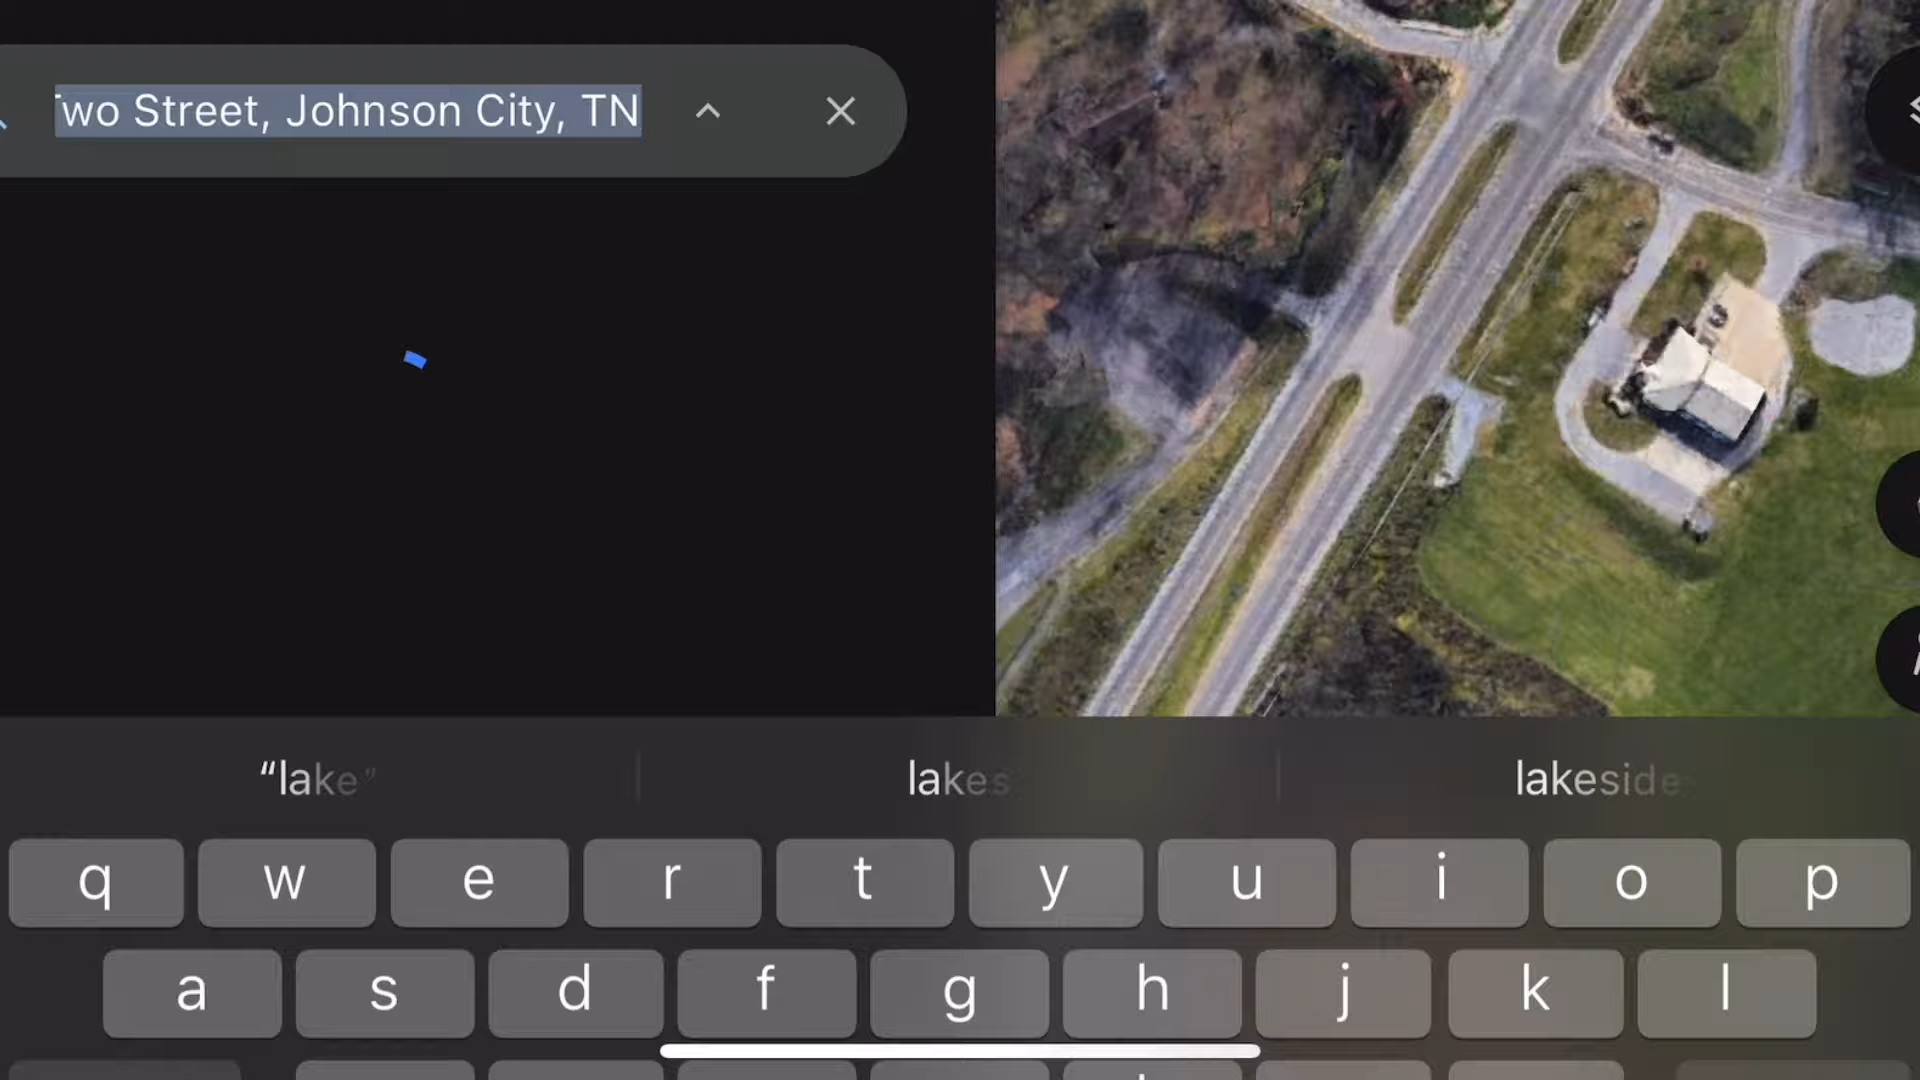 wo Street, Johnson City, TN
“lake”
lakes
lakeside
q w e r t y u i o p
a s d f g h j k l